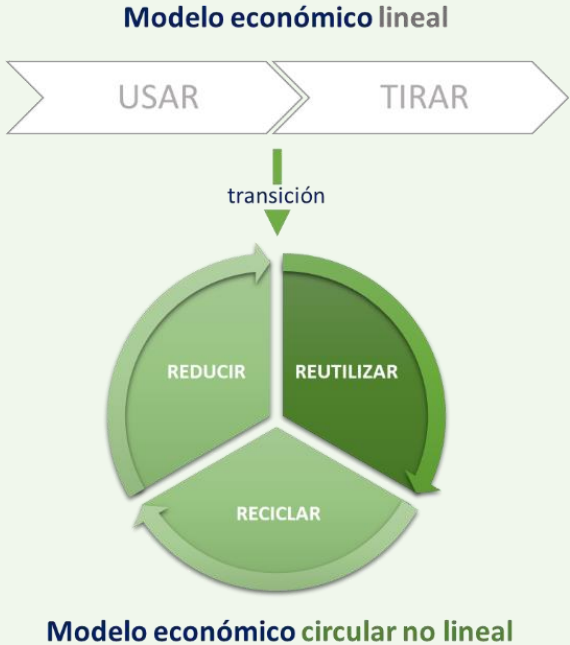 Modelo económico lineal
USAR
TIRAR
transición
REDUCIR
REUTILIZAR
RECICLAR
Modelo económico circular no lineal